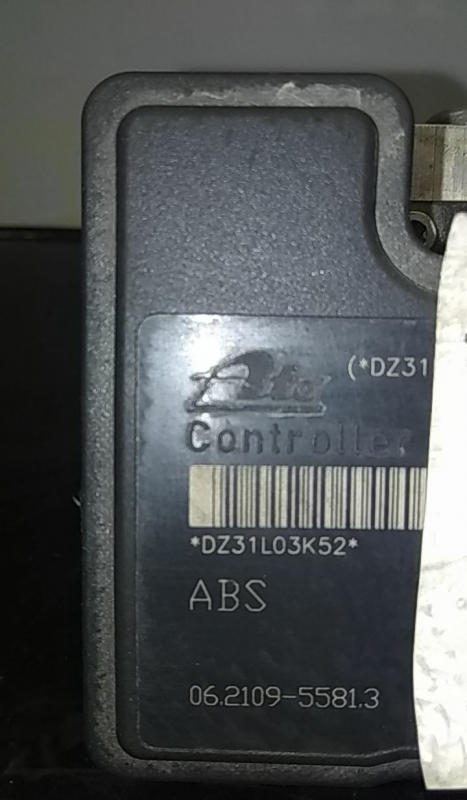 (*DZ31
Ate
Controller
*DZ31L03K52*
ABS
06.2109-5581.3